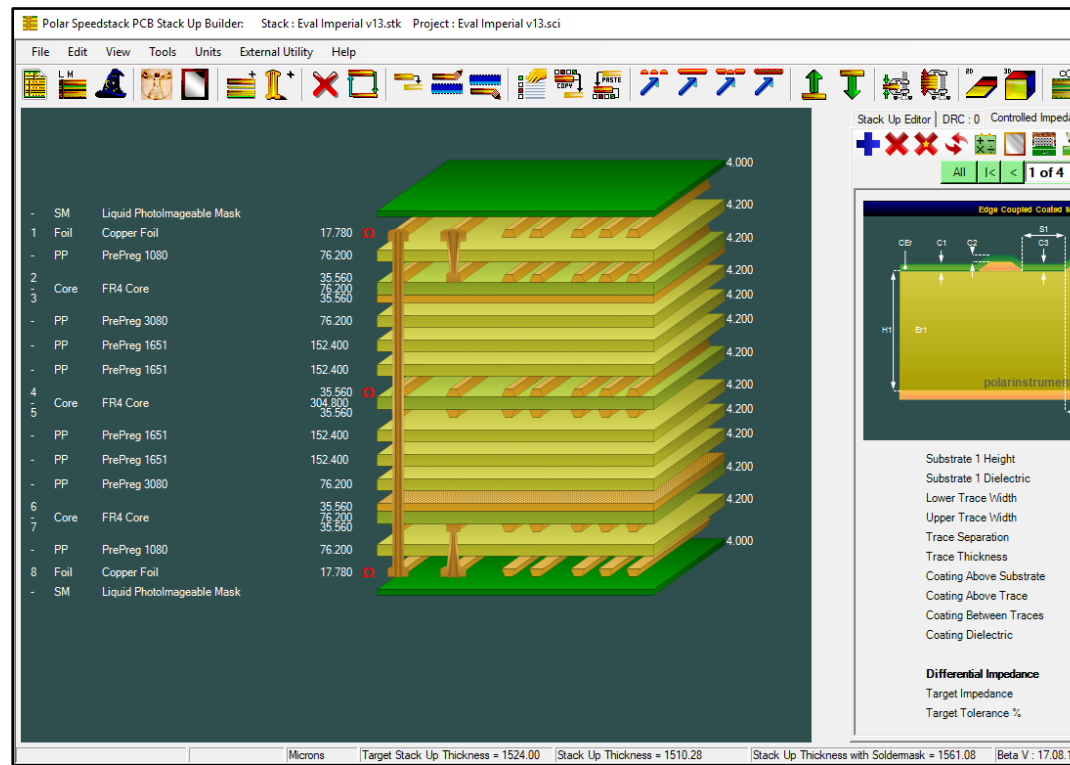 Polar Speedstack PCB Stack Up Builder: Stack : Eval Imperial v13.stk Project : Eval Imperial v13.sci
File Edit View Tools Units External Utility Help
L M
COPY
PASTE
2D
3D
Stack Up Editor DRC : 0 Controlled Impeda
All |< < 1 of 4
4.000
- SM Liquid PhotoImageable Mask 4.200
1 Foil Copper Foil 17.780 Ω 4.200
- PP PrePreg 1080 76.200
2 35.560 4.200
- Core FR4 Core 76.200
3 35.560
4.200
- PP PrePreg 3080 76.200 4.200
- PP PrePreg 1651 152.400 4.200
- PP PrePreg 1651
4 35.560 Ω 4.200
- Core FR4 Core 304.800
5 35.560 4.200
- PP PrePreg 1651 152.400 4.200
- PP PrePreg 1651 152.400 4.200
- PP PrePreg 3080 76.200
6 35.560 4.200
- Core FR4 Core 76.200
7 35.560
- PP PrePreg 1080 76.200 4.000
8 Foil Copper Foil 17.780 Ω
- SM Liquid PhotoImageable Mask
Edge Coupled Coated M
S1
CEr C1 C2 C3
H1 Er1
polarinstrument
Substrate 1 Height
Substrate 1 Dielectric
Lower Trace Width
Upper Trace Width
Trace Separation
Trace Thickness
Coating Above Substrate
Coating Above Trace
Coating Between Traces
Coating Dielectric
Differential Impedance
Target Impedance
Target Tolerance %
Microns Target Stack Up Thickness = 1524.00 Stack Up Thickness = 1510.28 Stack Up Thickness with Soldermask = 1561.08 Beta V : 17.08.1